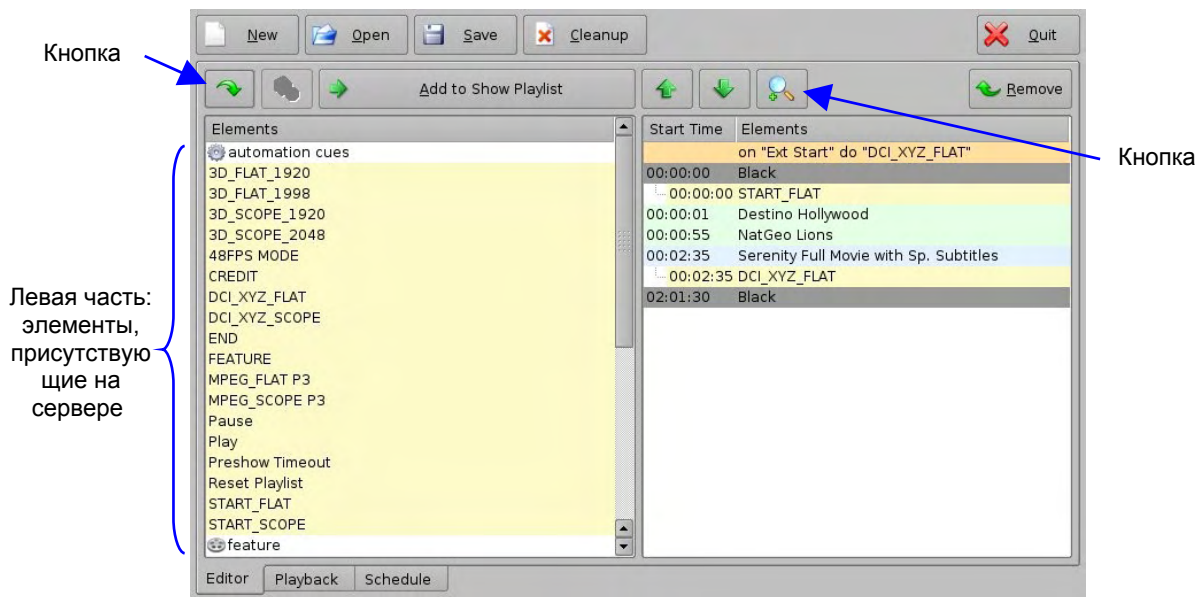 New Open Save Cleanup Quit
Кнопка
Add to Show Playlist Remove
Elements
automation cues
3D_FLAT_1920
3D_FLAT_1998
3D_SCOPE_1920
3D_SCOPE_2048
48FPS MODE
CREDIT
DCI_XYZ_FLAT
DCI_XYZ_SCOPE
END
FEATURE
MPEG_FLAT P3
MPEG_SCOPE P3
Pause
Play
Preshow Timeout
Reset Playlist
START_FLAT
START_SCOPE
feature
Start Time Elements
on "Ext Start" do "DCI_XYZ_FLAT"
00:00:00 Black
00:00:00 START_FLAT
00:00:01 Destino Hollywood
00:00:55 NatGeo Lions
00:02:35 Serenity Full Movie with Sp. Subtitles
00:02:35 DCI_XYZ_FLAT
02:01:30 Black
Кнопка
Левая часть:
элементы,
присутствую
щие на
сервере
Editor Playback Schedule